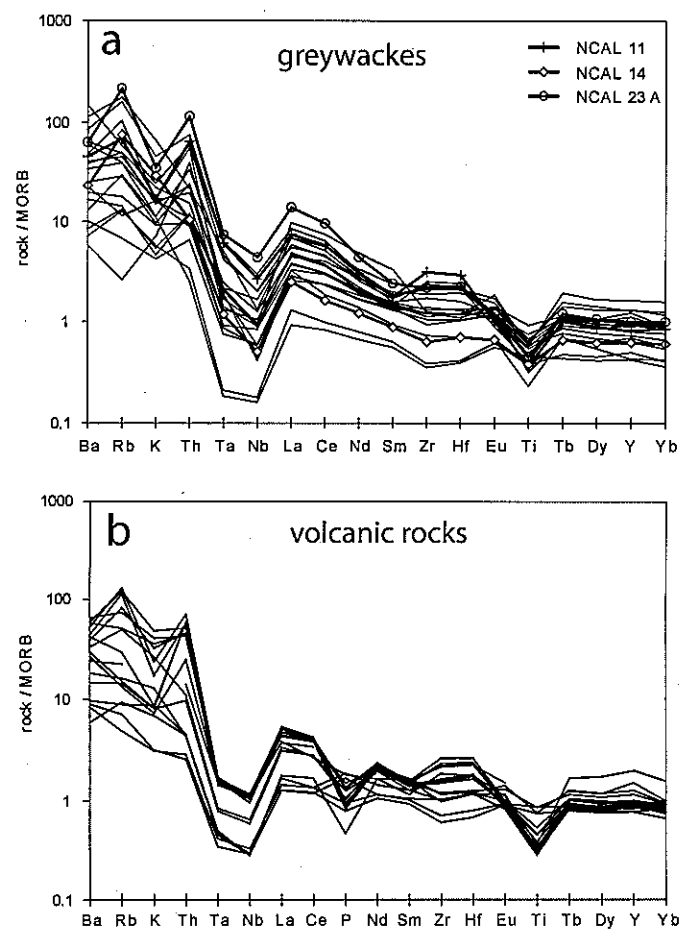 1000
a
greywackes
NCAL 11
NCAL 14
NCAL 23 A
100
10
1
0.1
rock / MORB
Ba Rb K Th Ta Nb La Ce Nd Sm Zr Hf Eu Ti Tb Dy Y Yb
1000
b
volcanic rocks
100
10
1
0.1
rock / MORB
Ba Rb K Th Ta Nb La Ce P Nd Sm Zr Hf Eu Ti Tb Dy Y Yb